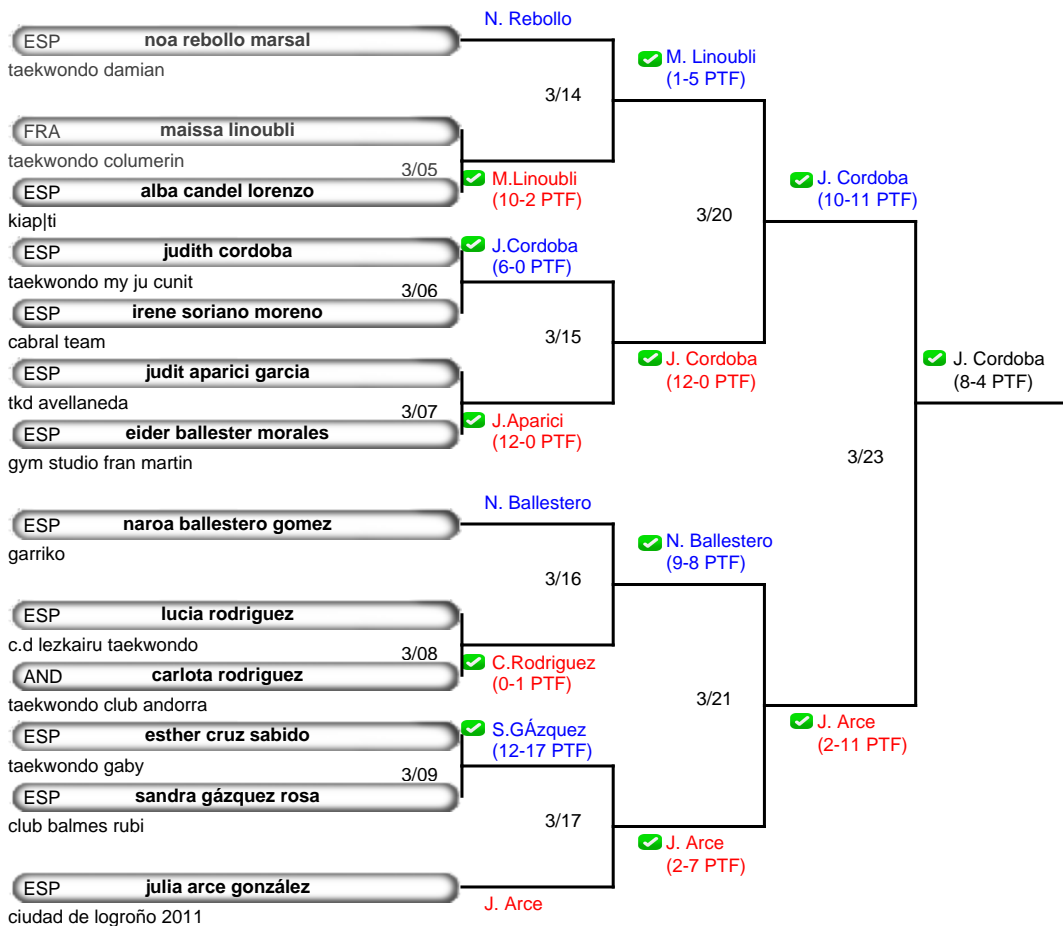 N. Rebollo
ESP noa rebollo marsal
taekwondo damian
M. Linoubli
(1-5 PTF)
3/14
FRA maissa linoubli
taekwondo columerin
3/05
M.Linoubli
(10-2 PTF)
ESP alba candel lorenzo
kiap|ti
J. Cordoba
(10-11 PTF)
3/20
ESP judith cordoba
J.Cordoba
(6-0 PTF)
taekwondo my ju cunit
3/06
ESP irene soriano moreno
cabral team
3/15
J. Cordoba
(12-0 PTF)
ESP judit aparici garcia
tkd avellaneda
3/07
J.Aparici
(12-0 PTF)
ESP eider ballester morales
gym studio fran martin
J. Cordoba
(8-4 PTF)
3/23
N. Ballestero
ESP naroa ballestero gomez
garriko
N. Ballestero
(9-8 PTF)
3/16
ESP lucia rodriguez
c.d lezkairu taekwondo
3/08
C.Rodriguez
(0-1 PTF)
AND carlota rodriguez
taekwondo club andorra
3/21
J. Arce
(2-11 PTF)
ESP esther cruz sabido
S.GÁzquez
(12-17 PTF)
taekwondo gaby
3/09
ESP sandra gázquez rosa
club balmes rubi
3/17
J. Arce
(2-7 PTF)
ESP julia arce gonzález
J. Arce
ciudad de logroño 2011